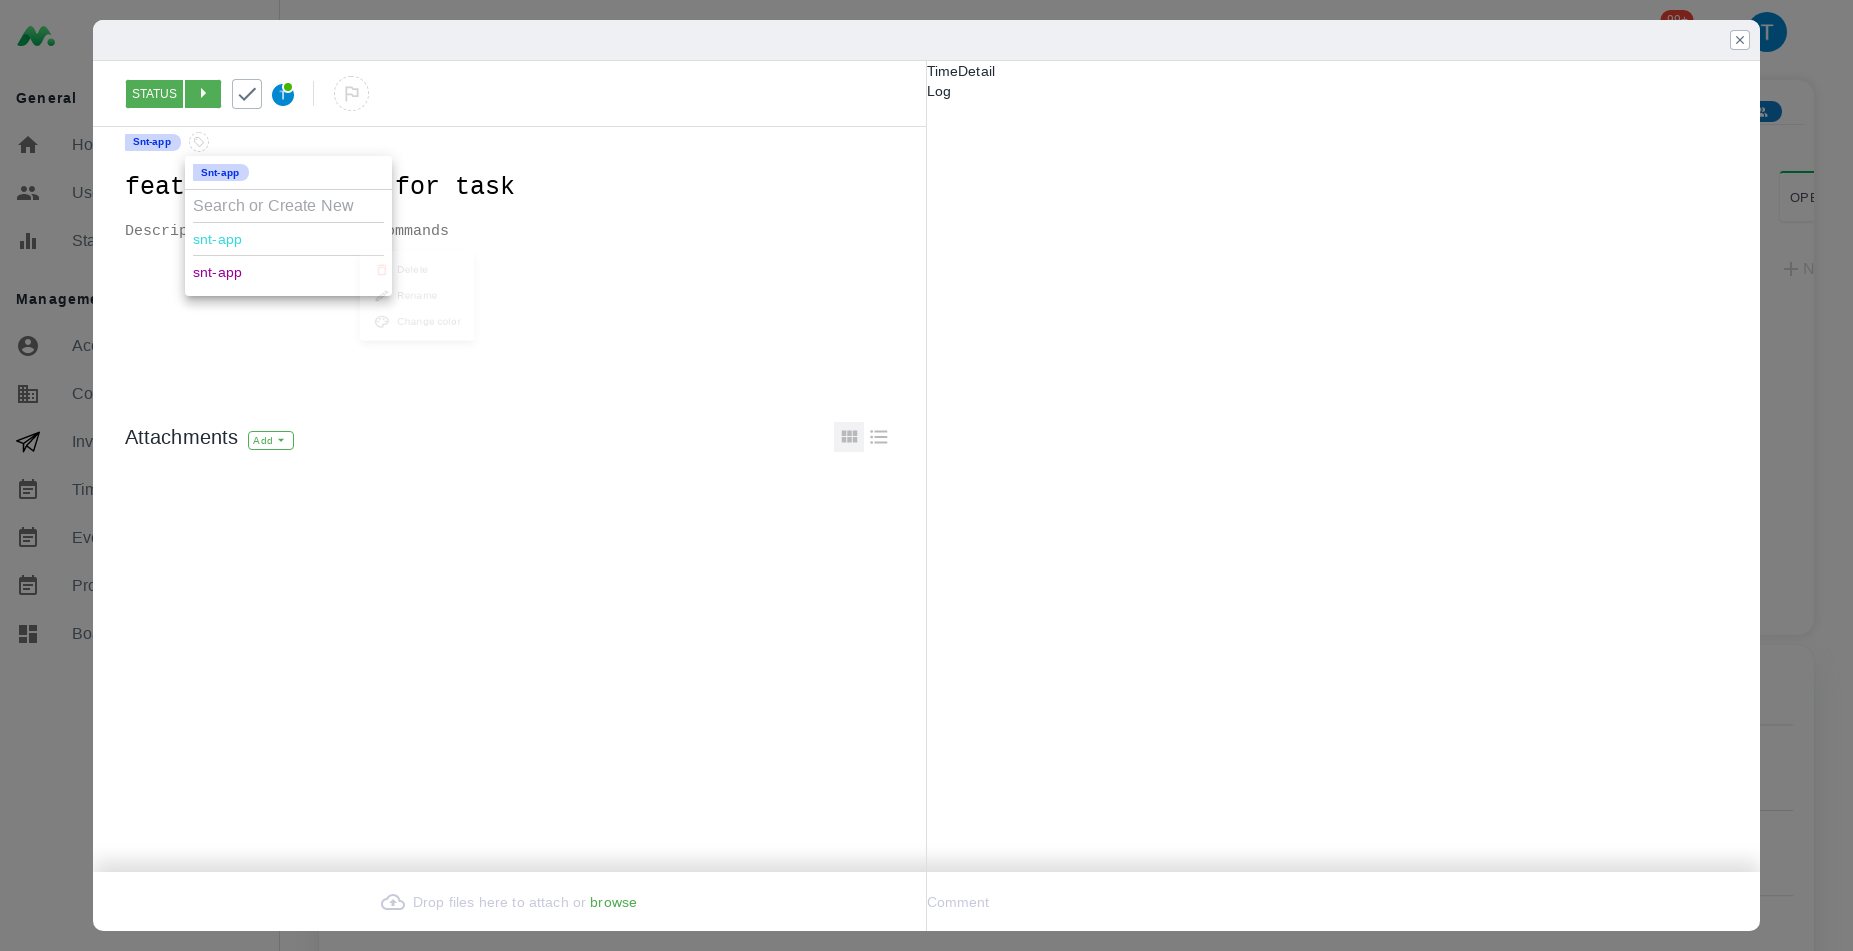 99+
T
General
Ho
Us
Sta
Manageme
Acc
Co
Inv
Tim
Eve
Pro
Bo
STATUS
T
Snt-app
Snt-app
feat
for task
Search or Create New
Descrip
ommands
snt-app
snt-app
Delete
Rename
Change color
Attachments
Add
Drop files here to attach or browse
TimeDetail
Log
Comment
OPE
N